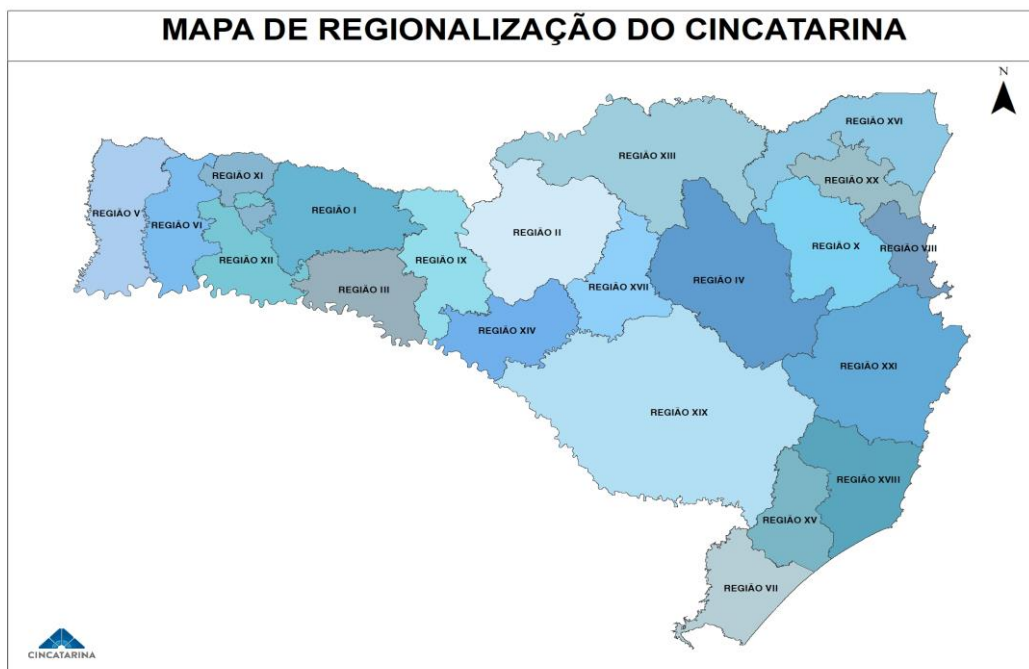 MAPA DE REGIONALIZAÇÃO DO CINCATARINA
N
REGIÃO XVI
REGIÃO XIII
REGIÃO XI
REGIÃO XX
REGIÃO V
REGIÃO I
REGIÃO VI
REGIÃO II
REGIÃO X
REGIÃO VIII
REGIÃO XII
REGIÃO IX
REGIÃO IV
REGIÃO III
REGIÃO XVII
REGIÃO XIV
REGIÃO XXI
REGIÃO XIX
REGIÃO XVIII
REGIÃO XV
REGIÃO VII
CINCATARINA